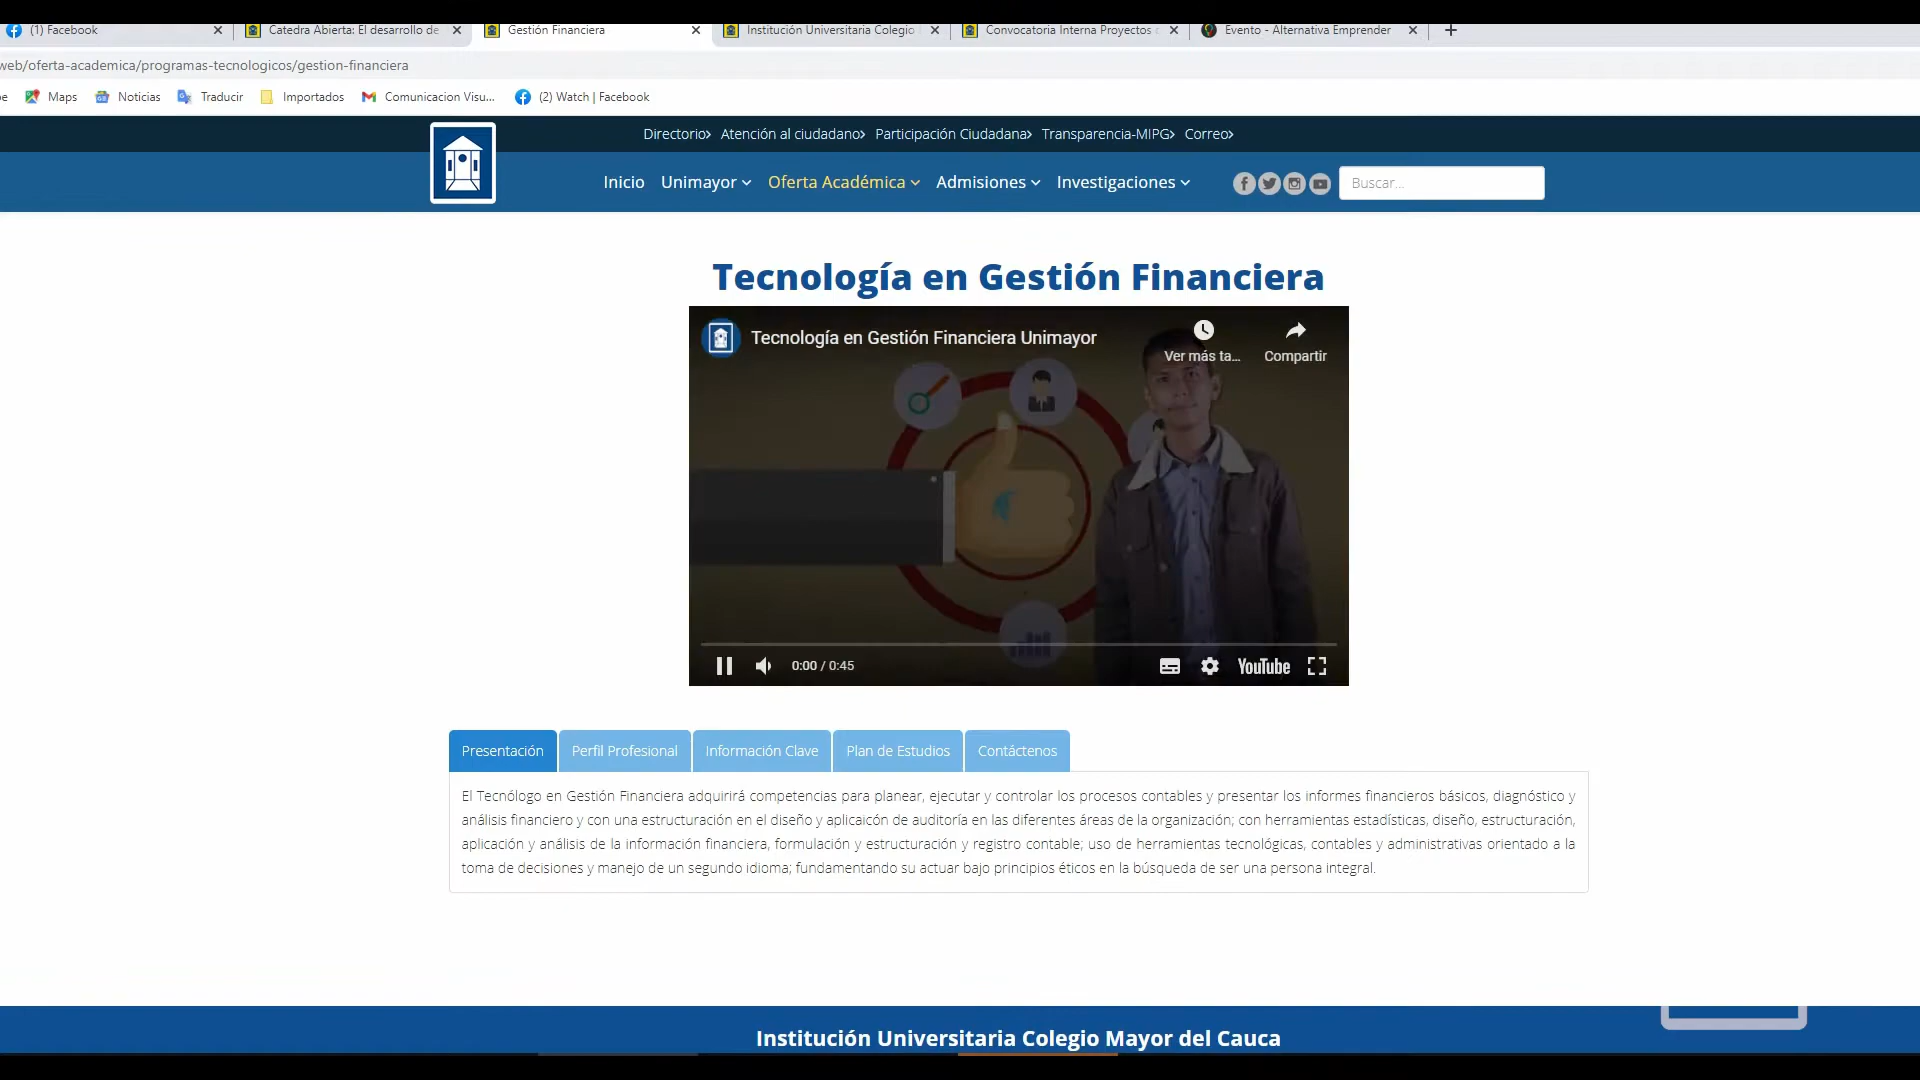 (1) Facebook
Catedra Abierta: El desarrollo de
Gestión Financiera
Institución Universitaria Colegio
Convocatoria Interna Proyectos
Evento - Alternativa Emprender
web/oferta-academica/programas-tecnologicos/gestion-financiera
Maps Noticias Traducir Importados Comunicacion Visu... (2) Watch | Facebook
Directorio› Atención al ciudadano› Participación Ciudadana› Transparencia-MIPG› Correo›
Inicio Unimayor Oferta Académica Admisiones Investigaciones Buscar...
Tecnología en Gestión Financiera
Tecnología en Gestión Financiera Unimayor
Ver más ta... Compartir
0:00 / 0:45 YouTube
Presentación Perfil Profesional Información Clave Plan de Estudios Contáctenos
El Tecnólogo en Gestión Financiera adquirirá competencias para planear, ejecutar y controlar los procesos contables y presentar los informes financieros básicos, diagnóstico y
análisis financiero y con una estructuración en el diseño y aplicaicón de auditoría en las diferentes áreas de la organización; con herramientas estadísticas, diseño, estructuración,
aplicación y análisis de la información financiera, formulación y estructuración y registro contable; uso de herramientas tecnológicas, contables y administrativas orientado a la
toma de decisiones y manejo de un segundo idioma; fundamentando su actuar bajo principios éticos en la búsqueda de ser una persona integral.
Institución Universitaria Colegio Mayor del Cauca